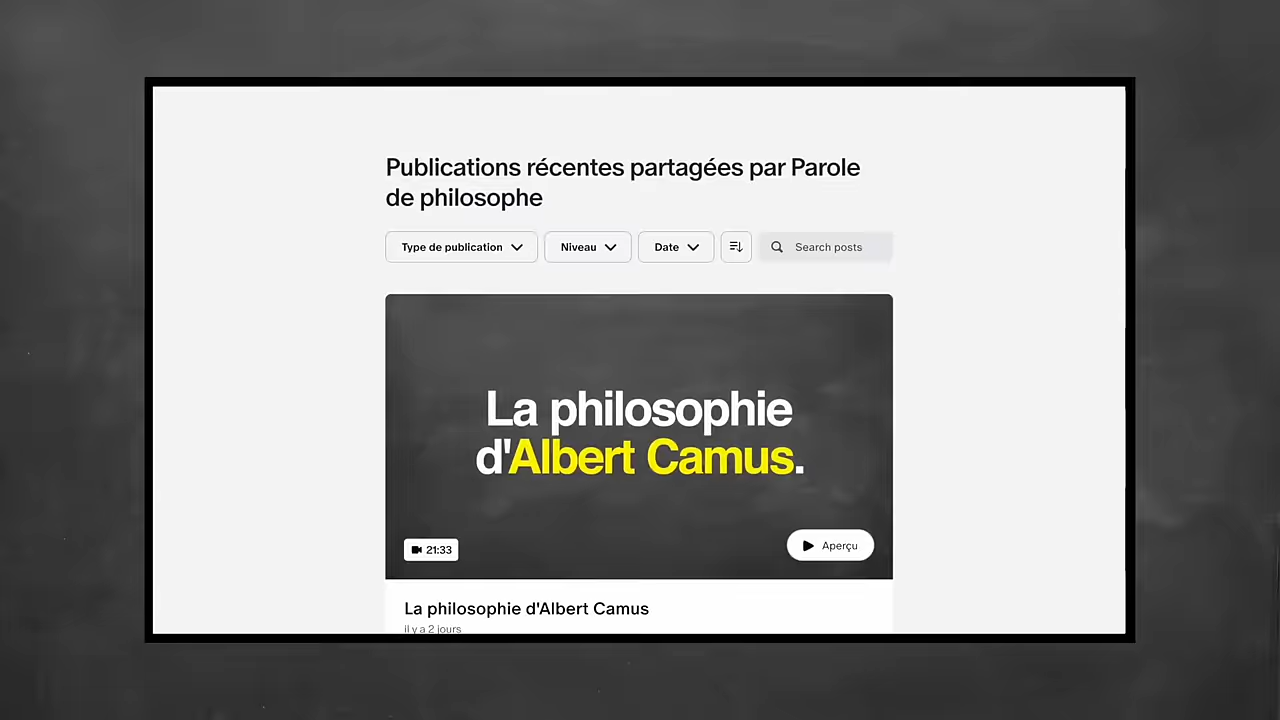 Publications récentes partagées par Parole
de philosophe
Type de publication
Niveau
Date
Search posts
La philosophie
d'Albert Camus.
21:33
Aperçu
La philosophie d'Albert Camus
il y a 2 jours